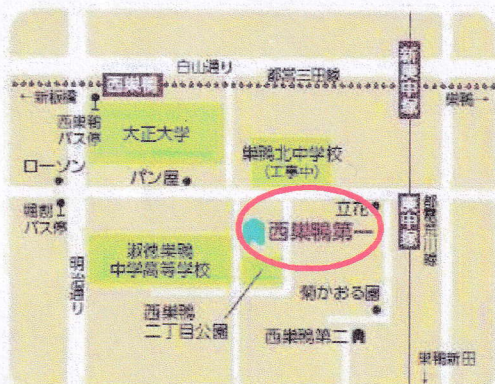 白山通り
都営三田線
西巣鴨
新庚申塚
←新板橋
巣鴨→
西巣鴨
バス停
大正大学
巣鴨北中学校
(工事中)
ローソン
パン屋
堀割
バス停
立花
西巣鴨第一
庚申塚
都電荒川線
淑徳巣鴨
中学高等学校
明治通り
菊かおる園
西巣鴨
二丁目公園
西巣鴨第二
巣鴨新田
↓